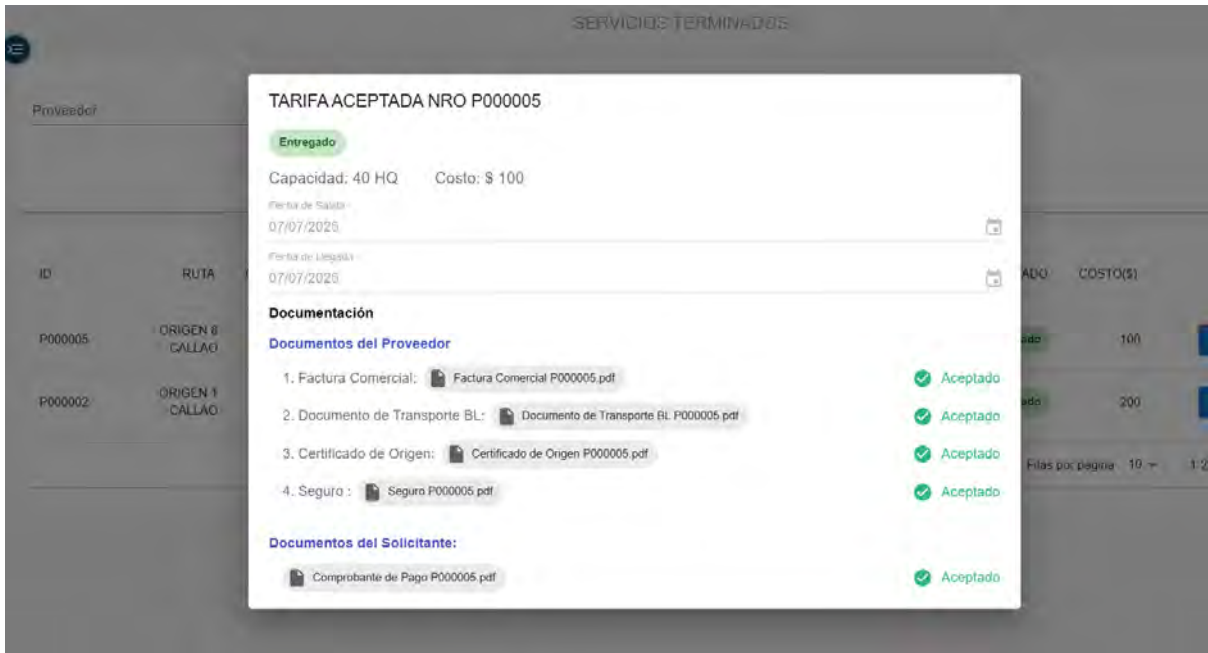 SERVICIOS TERMINADOS
Proveedor
TARIFA ACEPTADA NRO P000005
Entregado
Capacidad: 40 HQ Costo: $ 100
Fecha de Salida
07/07/2025
Fecha de Llegada
07/07/2025
Documentación
Documentos del Proveedor
1. Factura Comercial: Factura Comercial P000005.pdf Aceptado
2. Documento de Transporte BL: Documento de Transporte BL P000005.pdf Aceptado
3. Certificado de Origen: Certificado de Origen P000005.pdf Aceptado
4. Seguro : Seguro P000005.pdf Aceptado
Documentos del Solicitante:
Comprobante de Pago P000005.pdf Aceptado
ID RUTA COSTO($)
P000005 ORIGEN 6 100
CALLAO
P000002 ORIGEN 1 200
CALLAO
Filas por página 10